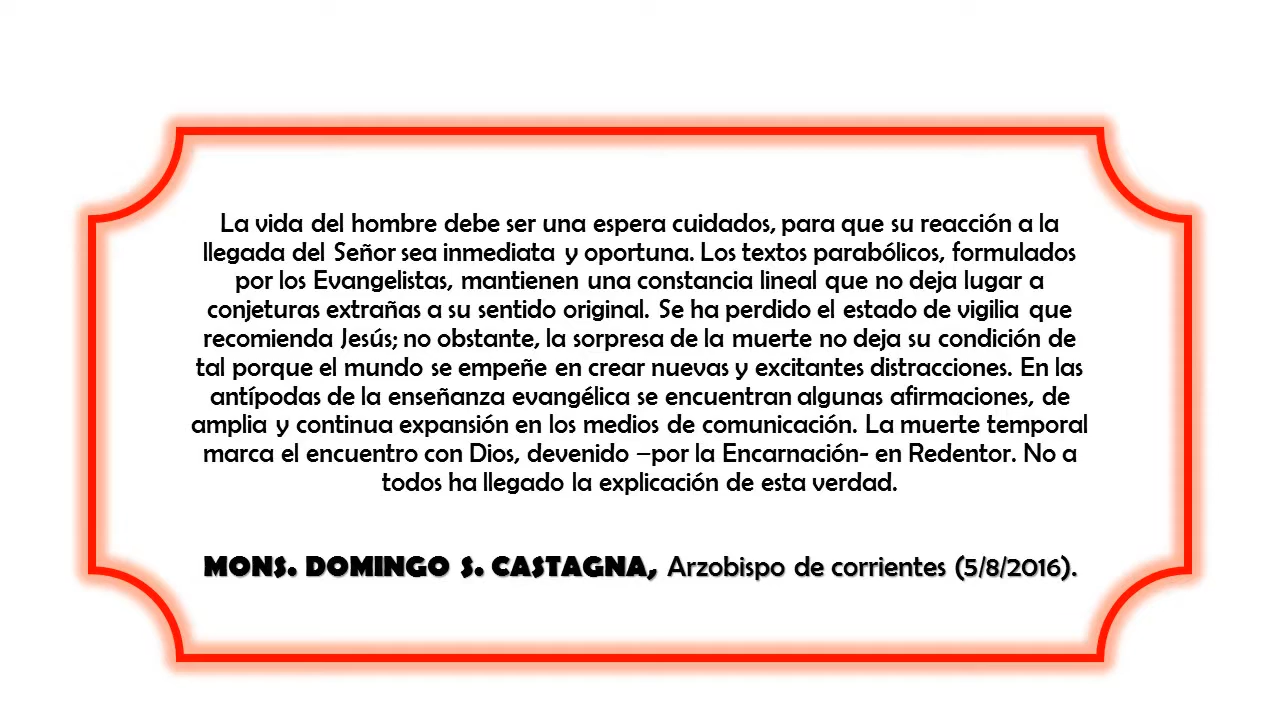 La vida del hombre debe ser una espera cuidados, para que su reacción a la
llegada del Señor sea inmediata y oportuna. Los textos parabólicos, formulados
por los Evangelistas, mantienen una constancia lineal que no deja lugar a
conjeturas extrañas a su sentido original. Se ha perdido el estado de vigilia que
recomienda Jesús; no obstante, la sorpresa de la muerte no deja su condición de
tal porque el mundo se empeñe en crear nuevas y excitantes distracciones. En las
antípodas de la enseñanza evangélica se encuentran algunas afirmaciones, de
amplia y continua expansión en los medios de comunicación. La muerte temporal
marca el encuentro con Dios, devenido –por la Encarnación- en Redentor. No a
todos ha llegado la explicación de esta verdad.
MONS. DOMINGO S. CASTAGNA, Arzobispo de corrientes (5/8/2016).